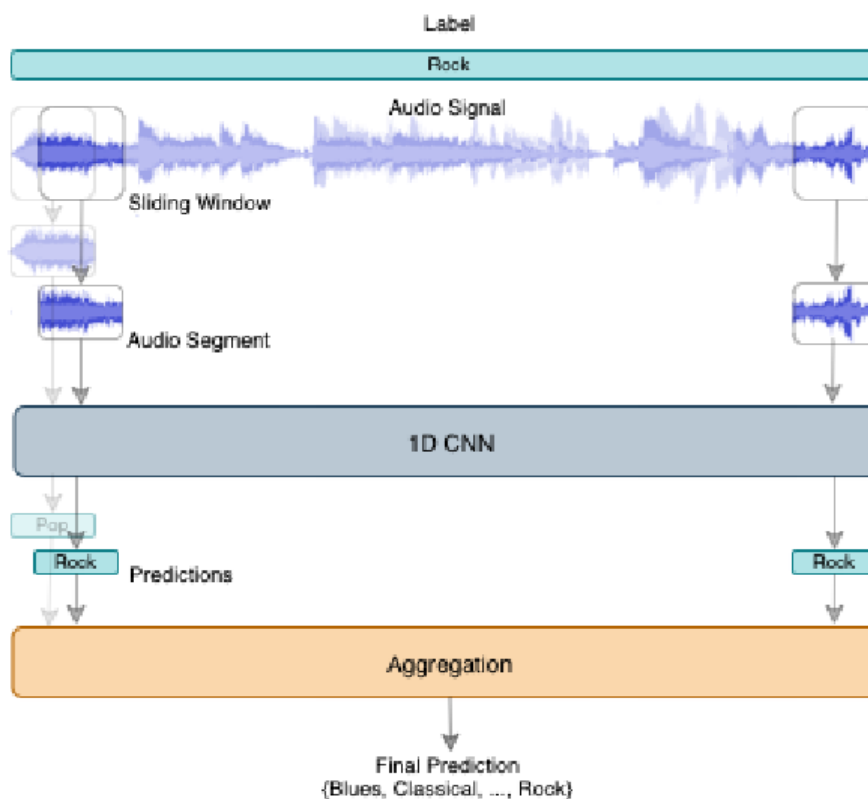 Label
Rock
Audio Signal
Sliding Window
Audio Segment
1D CNN
Pop
Rock
Predictions
Rock
Aggregation
Final Prediction
{Blues, Classical, ..., Rock}